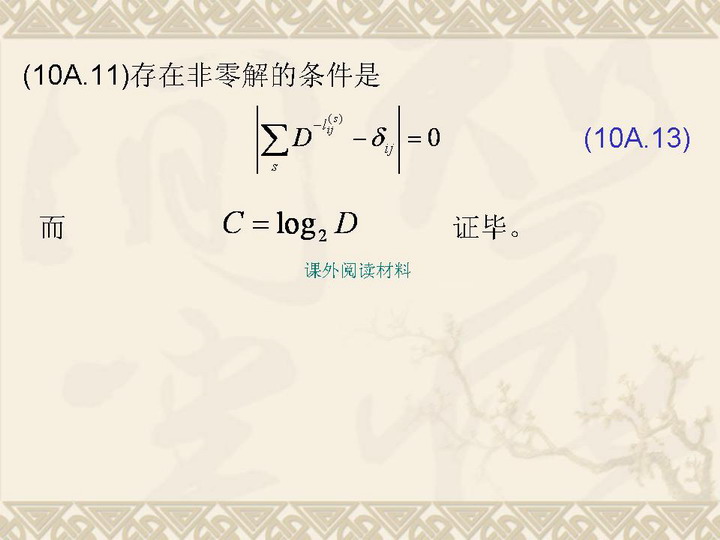 (10A.11)存在非零解的条件是
|∑_s D^{-l_{ij}^{(s)}} - δ_{ij}| = 0 (10A.13)
而 C = log₂ D 证毕。
课外阅读材料